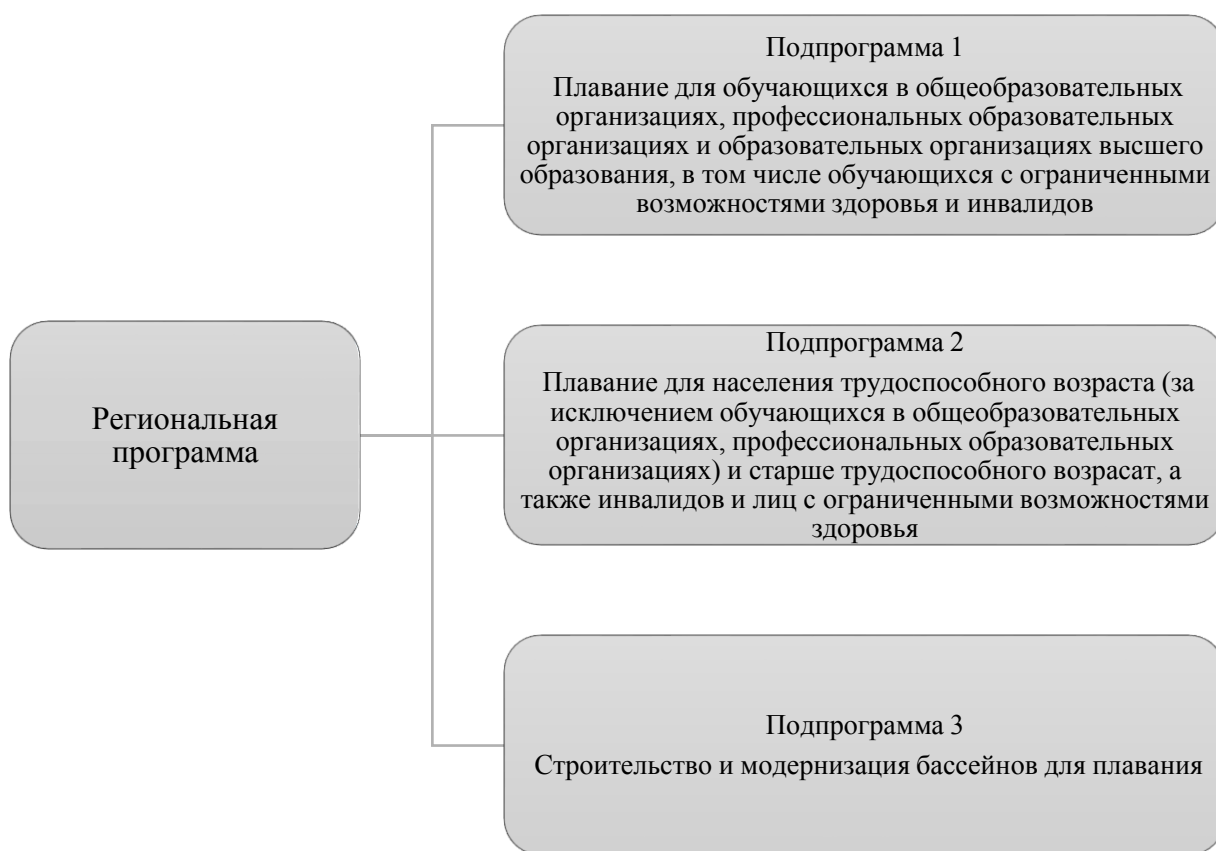 Подпрограмма 1
Плавание для обучающихся в общеобразовательных
организациях, профессиональных образовательных
организациях и образовательных организациях высшего
образования, в том числе обучающихся с ограниченными
возможностями здоровья и инвалидов
Региональная
программа
Подпрограмма 2
Плавание для населения трудоспособного возраста (за
исключением обучающихся в общеобразовательных
организациях, профессиональных образовательных
организациях) и старше трудоспособного возрасат, а
также инвалидов и лиц с ограниченными возможностями
здоровья
Подпрограмма 3
Строительство и модернизация бассейнов для плавания